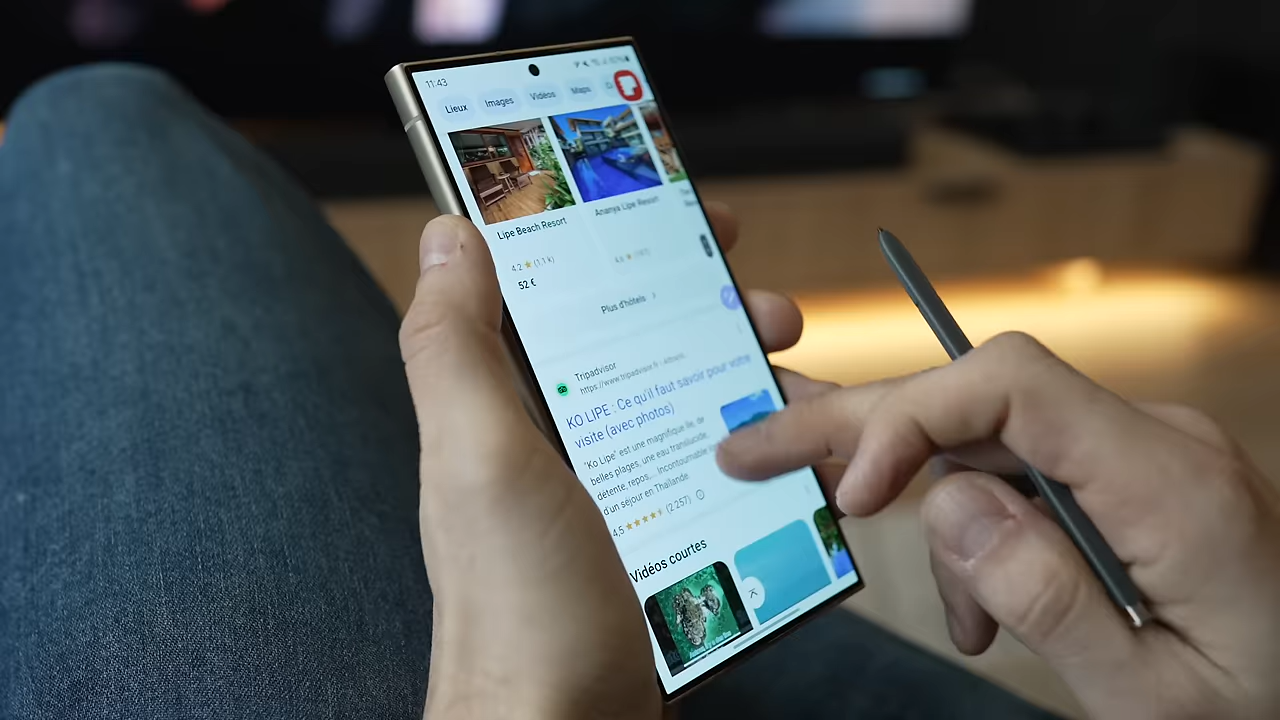 11:43
Lieux Images Vidéos Maps
Lipe Beach Resort
Ananya Lipe Resort
4,2 (1,1 k)
52 €
Plus d'hôtels
Tripadvisor
https://www.tripadvisor.fr
KO LIPE : Ce qu'il faut savoir pour votre
visite (avec photos)
"Ko Lipe" est une magnifique île, de
belles plages, une eau translucide,
détente, repos,... Incontournable
d'un séjour en Thaïlande.
4,5 (2 257)
Vidéos courtes